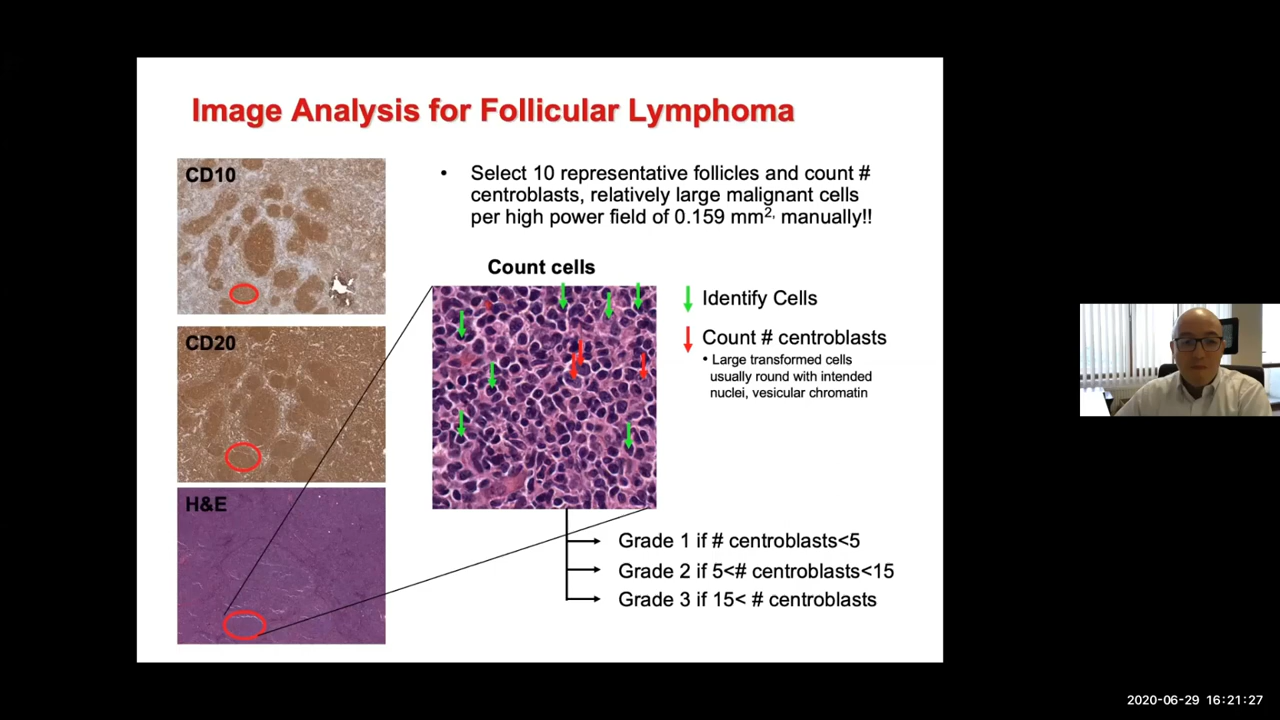 Image Analysis for Follicular Lymphoma
CD10
• Select 10 representative follicles and count #
centroblasts, relatively large malignant cells
per high power field of 0.159 mm2, manually!!
Count cells
Identify Cells
CD20
Count # centroblasts
• Large transformed cells
usually round with intended
nuclei, vesicular chromatin
H&E
Grade 1 if # centroblasts<5
Grade 2 if 5<# centroblasts<15
Grade 3 if 15< # centroblasts
2020-06-29 16:21:27